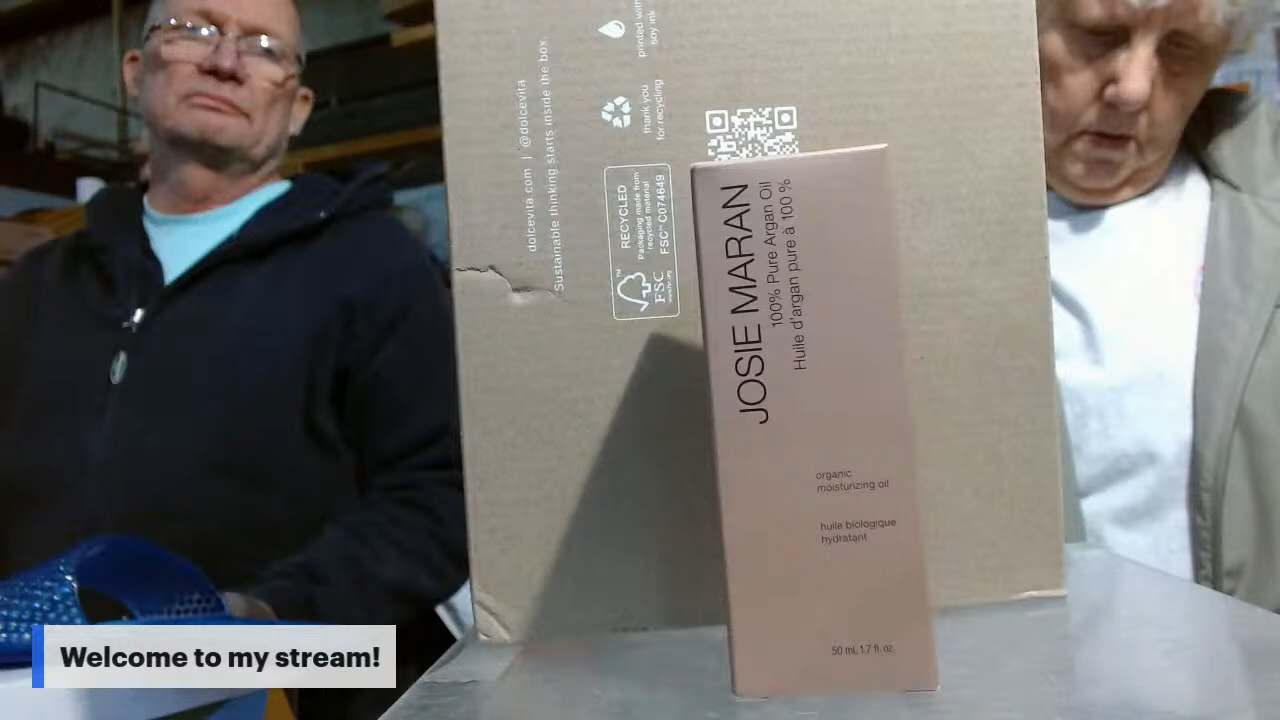 dolcevita.com | @dolcevita
Sustainable thinking starts inside the box.
printed with
soy ink
thank you
for recycling
RECYCLED
Packaging made from
recycled material
FSC™ C074649
FSC
JOSIE MARAN
100% Pure Argan Oil
Huile d'argan pure à 100 %
organic
moisturizing oil
huile biologique
hydratant
50 mL 1.7 fl. oz.
Welcome to my stream!